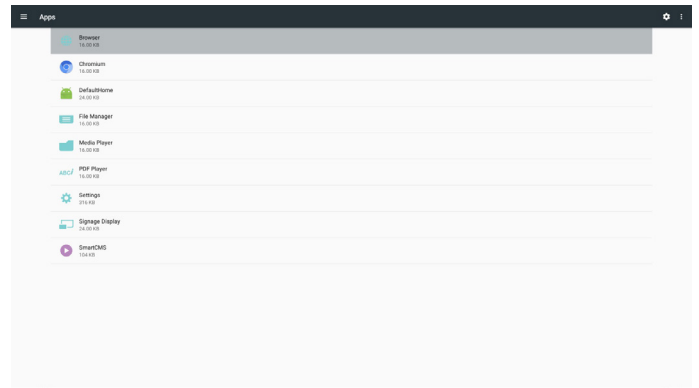 Apps
Browser
16.00 KB
Chromium
16.00 KB
DefaultHome
24.00 KB
File Manager
16.00 KB
Media Player
16.00 KB
ABC/
PDF Player
16.00 KB
Settings
316 KB
Signage Display
24.00 KB
SmartCMS
104 KB